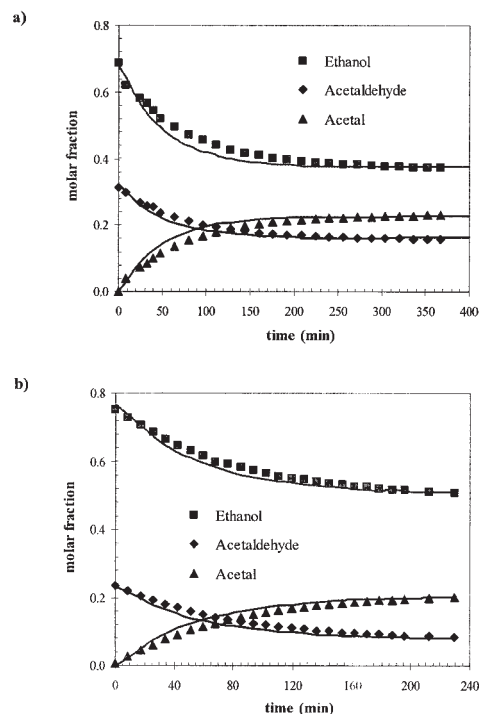 a)
0.8
0.6
0.4
0.2
0.0
molar fraction
Ethanol
Acetaldehyde
Acetal
0 50 100 150 200 250 300 350 400
time (min)
b)
0.8
0.6
0.4
0.2
0.0
molar fraction
Ethanol
Acetaldehyde
Acetal
0 40 80 120 160 200 240
time (min)